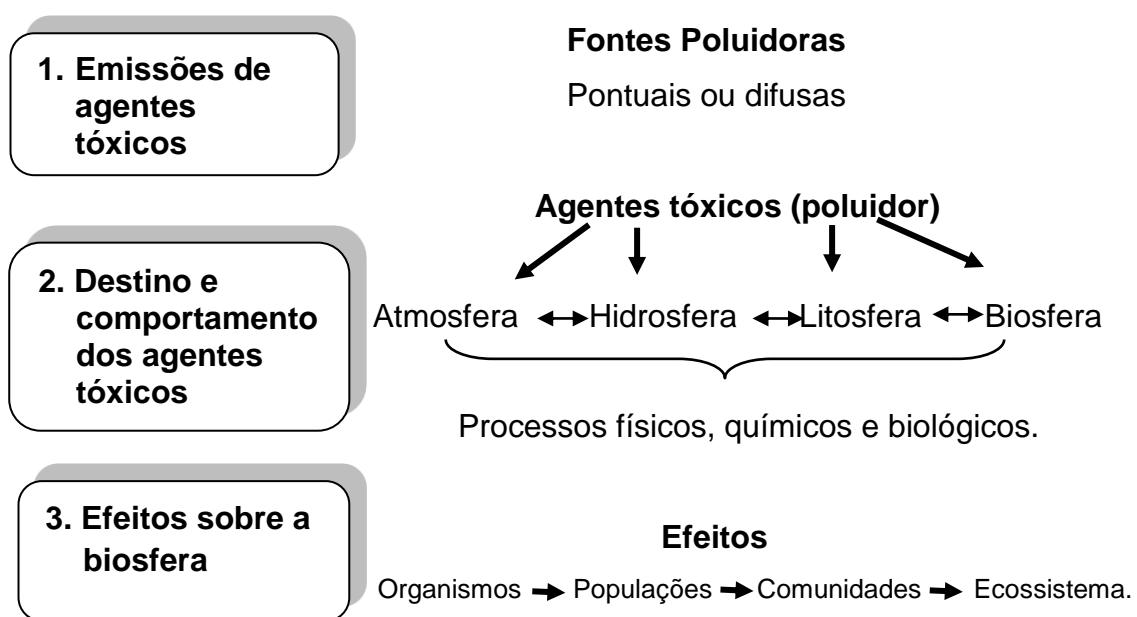 1. Emissões de
agentes
tóxicos
Fontes Poluidoras
Pontuais ou difusas
2. Destino e
comportamento
dos agentes
tóxicos
Agentes tóxicos (poluidor)
Atmosfera Hidrosfera Litosfera Biosfera
Processos físicos, químicos e biológicos.
3. Efeitos sobre a
biosfera
Efeitos
Organismos Populações Comunidades Ecossistema.